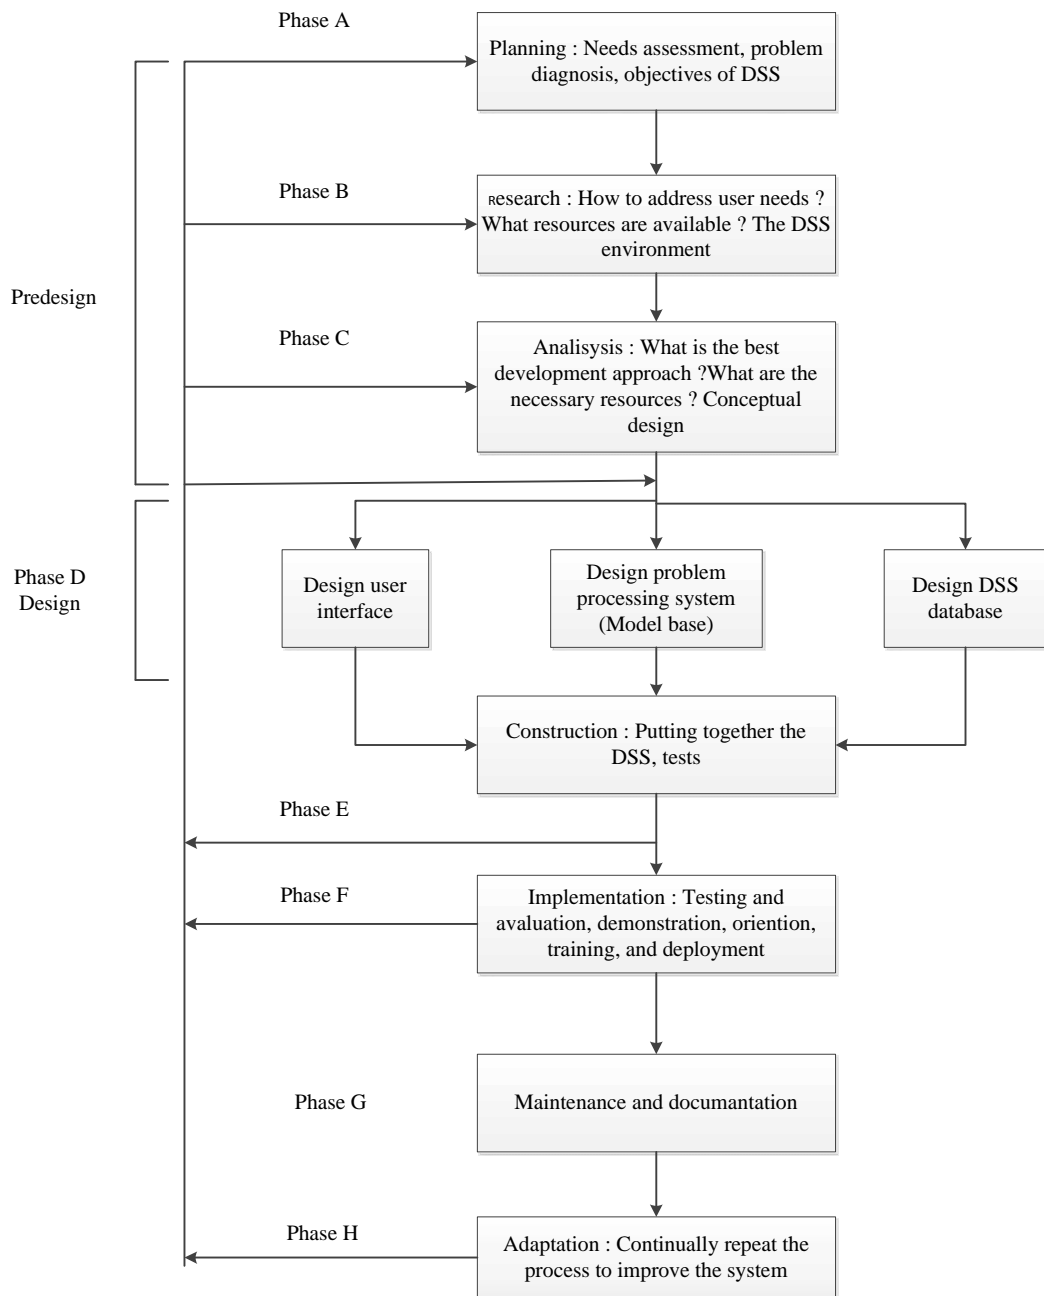 Phase A
Planning : Needs assessment, problem
diagnosis, objectives of DSS
Phase B
Research : How to address user needs ?
What resources are available ? The DSS
environment
Predesign
Phase C
Analisysis : What is the best
development approach ?What are the
necessary resources ? Conceptual
design
Phase D
Design
Design user
interface
Design problem
processing system
(Model base)
Design DSS
database
Construction : Putting together the
DSS, tests
Phase E
Phase F
Implementation : Testing and
avaluation, demonstration, oriention,
training, and deployment
Phase G
Maintenance and documantation
Phase H
Adaptation : Continually repeat the
process to improve the system